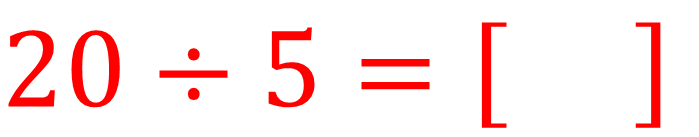 20 ÷ 5 = [ ]